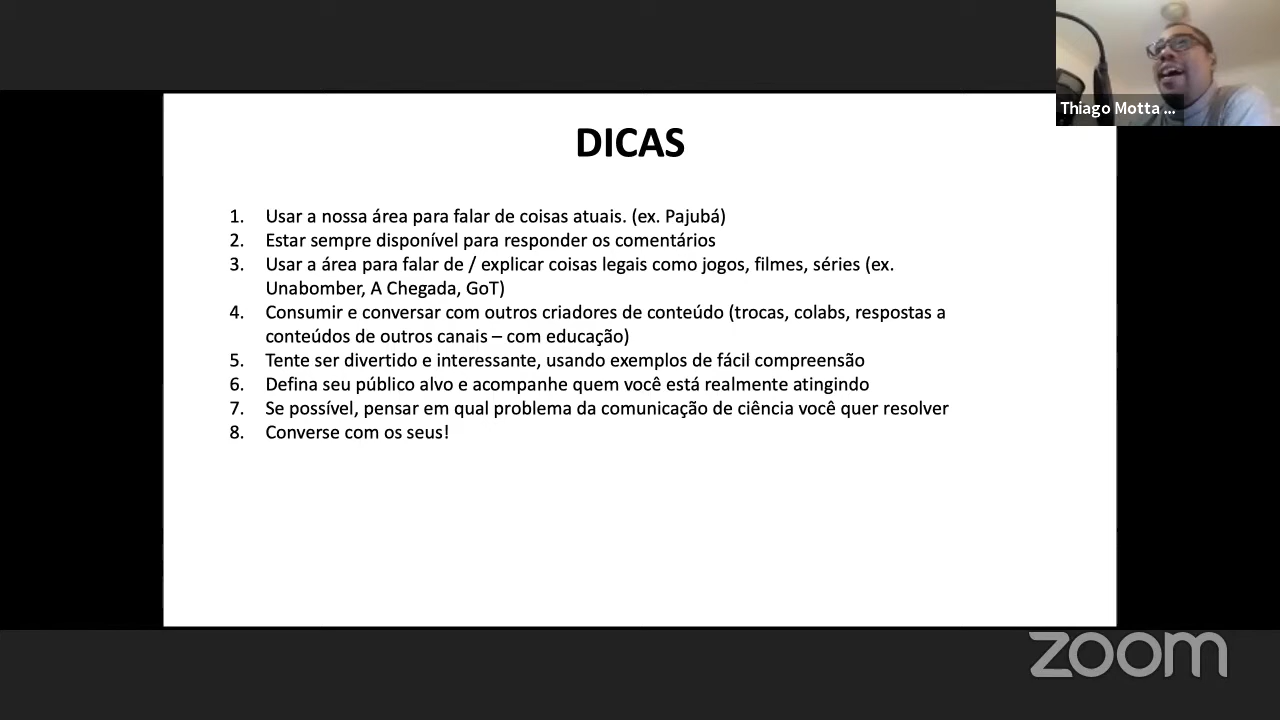 Thiago Motta ...
DICAS
1. Usar a nossa área para falar de coisas atuais. (ex. Pajubá)
2. Estar sempre disponível para responder os comentários
3. Usar a área para falar de / explicar coisas legais como jogos, filmes, séries (ex.
Unabomber, A Chegada, GoT)
4. Consumir e conversar com outros criadores de conteúdo (trocas, colabs, respostas a
conteúdos de outros canais – com educação)
5. Tente ser divertido e interessante, usando exemplos de fácil compreensão
6. Defina seu público alvo e acompanhe quem você está realmente atingindo
7. Se possível, pensar em qual problema da comunicação de ciência você quer resolver
8. Converse com os seus!
zoom